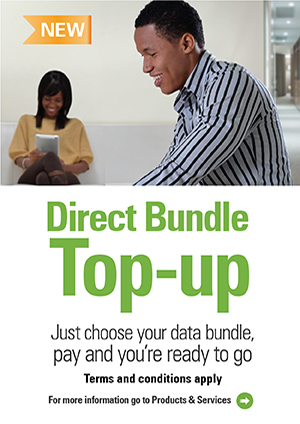 NEW
Direct Bundle
Top-up
Just choose your data bundle,
pay and you're ready to go
Terms and conditions apply
For more information go to Products & Services